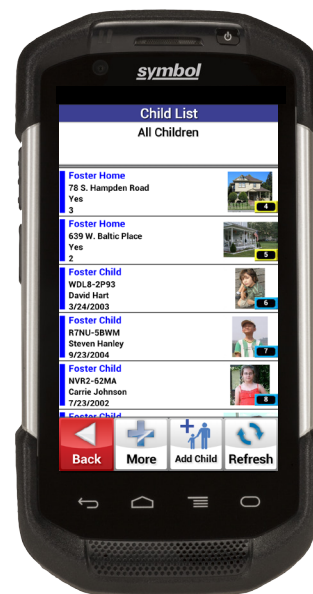 symbol
Child List
All Children
Foster Home
78 S. Hampden Road
Yes
3
4
Foster Home
639 W. Baltic Place
Yes
2
5
Foster Child
WDL8-2P93
David Hart
3/24/2003
6
Foster Child
R7NU-5BWM
Steven Hanley
9/23/2004
7
Foster Child
NVR2-62MA
Carrie Johnson
7/23/2002
8
Foster Child
Back
More
Add Child
Refresh